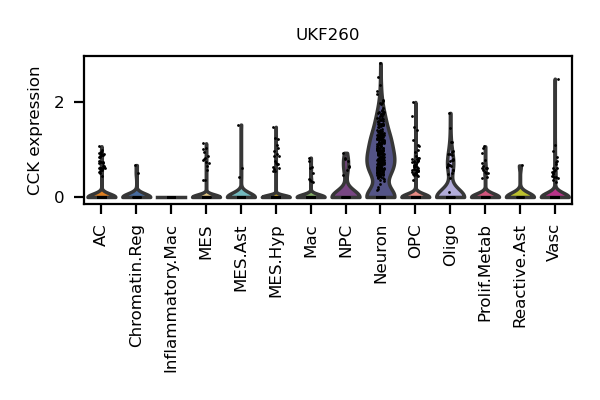 UKF260
CCK expression
2
0
AC
Chromatin.Reg
Inflammatory.Mac
MES
MES.Ast
MES.Hyp
Mac
NPC
Neuron
OPC
Oligo
Prolif.Metab
Reactive.Ast
Vasc